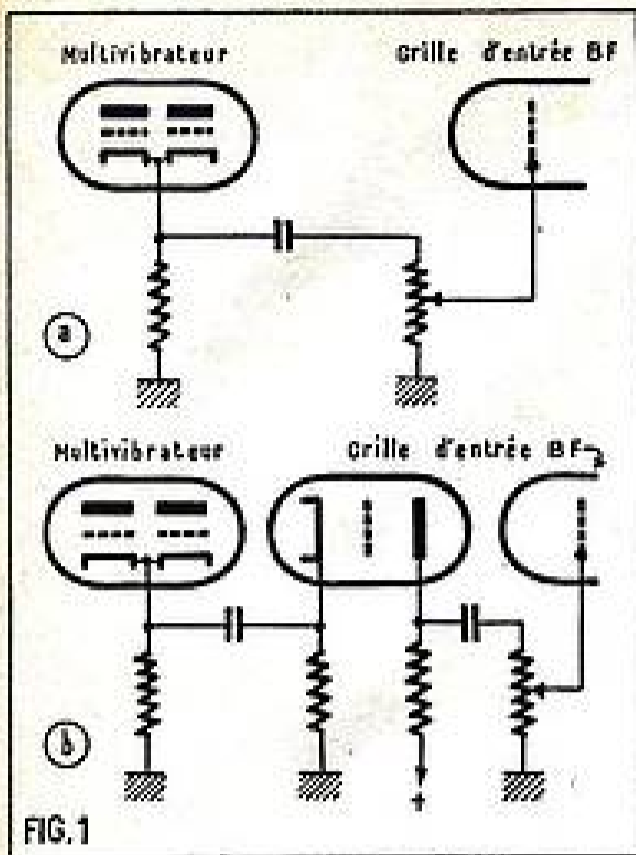 Multivibrateur
Grille d'entrée BF
a
Multivibrateur
Grille d'entrée BF
b
+
FIG. 1